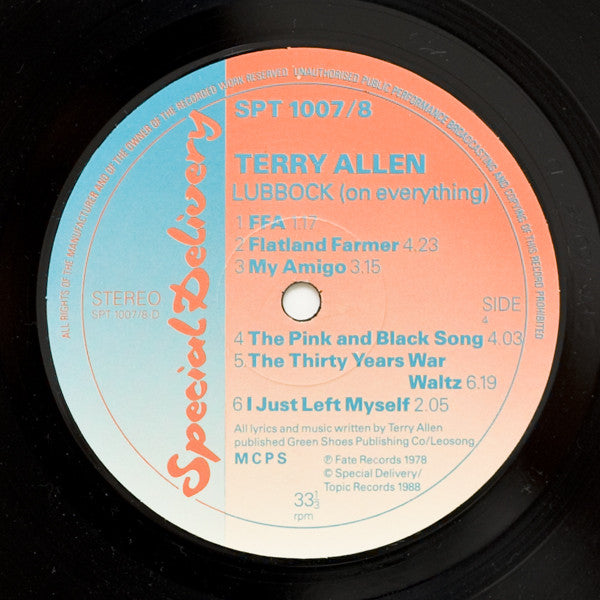 ALL RIGHTS OF THE MANUFACTURER AND OF THE OWNER OF THE RECORDED WORK RESERVED UNAUTHORISED PUBLIC PERFORMANCE BROADCASTING AND COPYING OF THIS RECORD PROHIBITED
Special Delivery
SPT 1007/8
TERRY ALLEN
LUBBOCK (on everything)
1 FFA 1.17
2 Flatland Farmer 4.23
3 My Amigo 3.15
STEREO
SPT 1007/8-D
SIDE
4
4 The Pink and Black Song 4.03
5. The Thirty Years War
Waltz 6.19
6 I Just Left Myself 2.05
All lyrics and music written by Terry Allen
published Green Shoes Publishing Co/Leosong.
MCPS
℗ Fate Records 1978
© Special Delivery/
Topic Records 1988
33⅓
rpm